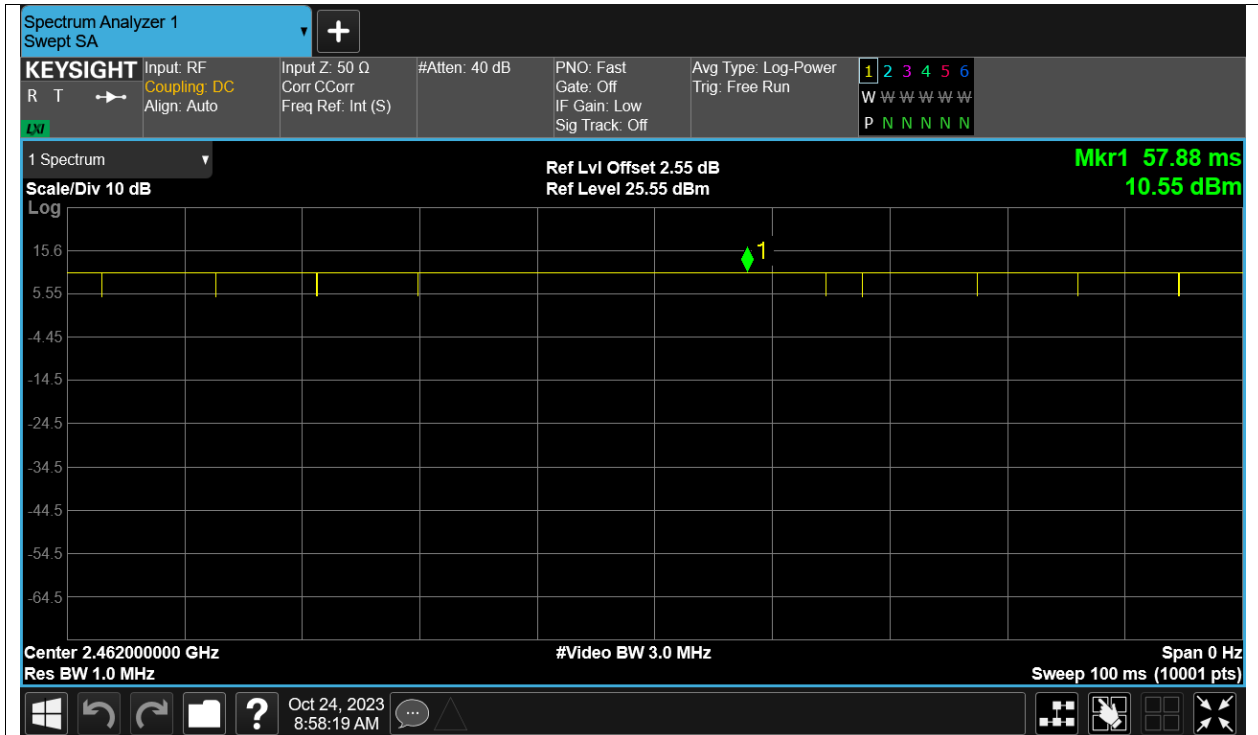 Spectrum Analyzer 1
Swept SA
KEYSIGHT
R T
LXI
Input: RF
Coupling: DC
Align: Auto
Input Z: 50 Ω
Corr CCorr
Freq Ref: Int (S)
#Atten: 40 dB
PNO: Fast
Gate: Off
IF Gain: Low
Sig Track: Off
Avg Type: Log-Power
Trig: Free Run
1 2 3 4 5 6
W W W W W W
P N N N N N
1 Spectrum
Scale/Div 10 dB
Log
Ref Lvl Offset 2.55 dB
Ref Level 25.55 dBm
Mkr1 57.88 ms
10.55 dBm
1
15.6
5.55
-4.45
-14.5
-24.5
-34.5
-44.5
-54.5
-64.5
Center 2.462000000 GHz
Res BW 1.0 MHz
#Video BW 3.0 MHz
Span 0 Hz
Sweep 100 ms (10001 pts)
?
Oct 24, 2023
8:58:19 AM